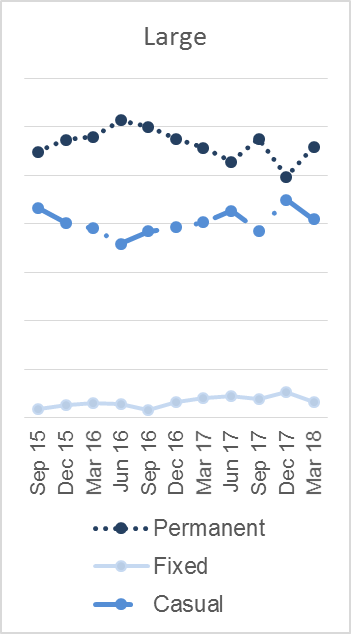 Large
Sep 15
Dec 15
Mar 16
Jun 16
Sep 16
Dec 16
Mar 17
Jun 17
Sep 17
Dec 17
Mar 18
Permanent
Fixed
Casual